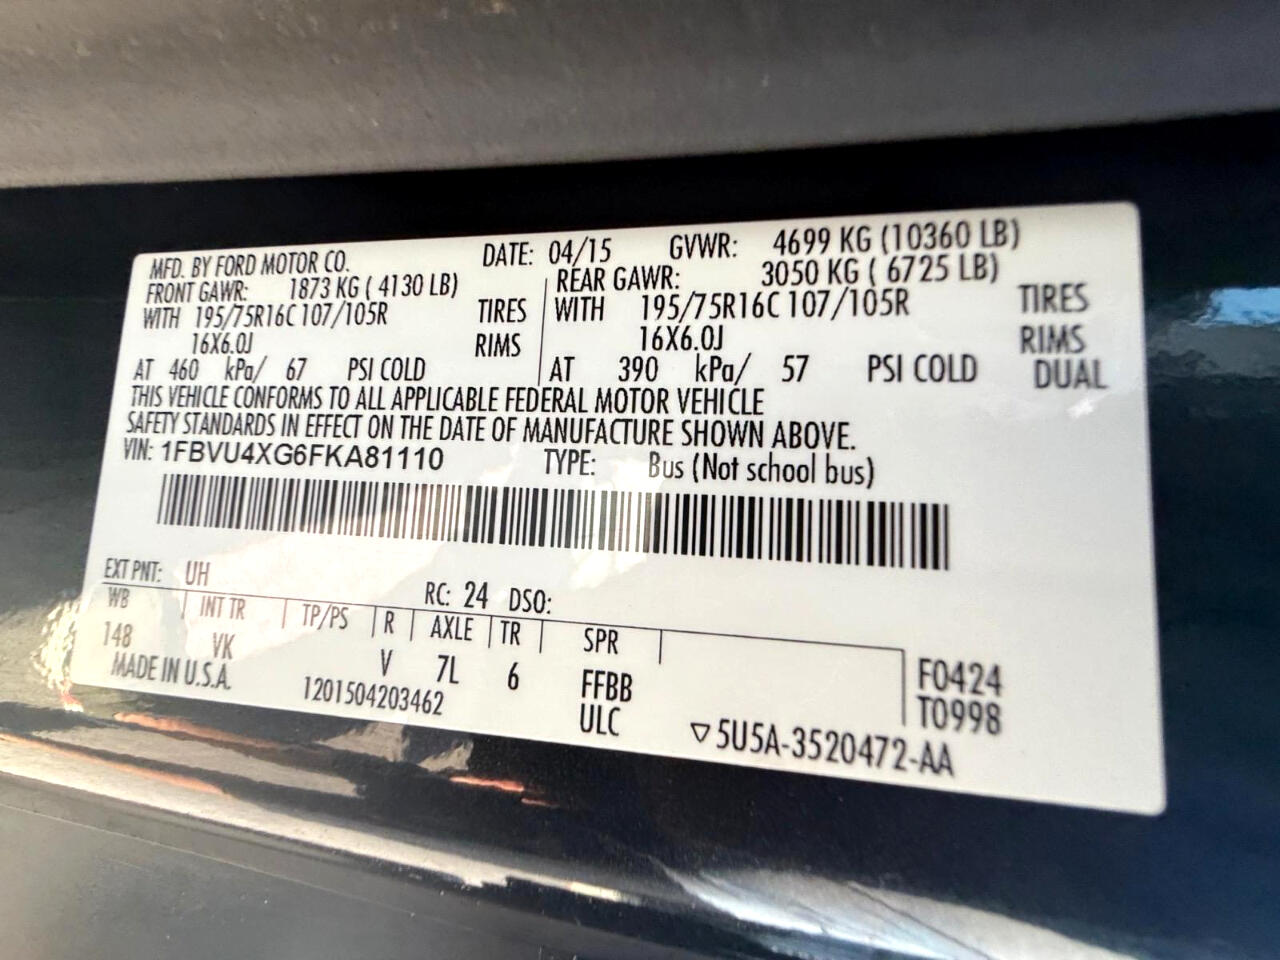 MFD. BY FORD MOTOR CO. DATE: 04/15 GVWR: 4699 KG (10360 LB)
FRONT GAWR: 1873 KG ( 4130 LB) REAR GAWR: 3050 KG ( 6725 LB)
WITH 195/75R16C 107/105R TIRES WITH 195/75R16C 107/105R TIRES
16X6.0J RIMS 16X6.0J RIMS
AT 460 kPa/ 67 PSI COLD AT 390 kPa/ 57 PSI COLD DUAL
THIS VEHICLE CONFORMS TO ALL APPLICABLE FEDERAL MOTOR VEHICLE
SAFETY STANDARDS IN EFFECT ON THE DATE OF MANUFACTURE SHOWN ABOVE.
VIN: 1FBVU4XG6FKA81110 TYPE: Bus (Not school bus)
EXT PNT: UH RC: 24 DSO:
WB INT TR TP/PS R AXLE TR SPR
148 VK V 7L 6 FFBB F0424
MADE IN U.S.A. 1201504203462 ULC T0998
▽5U5A-3520472-AA